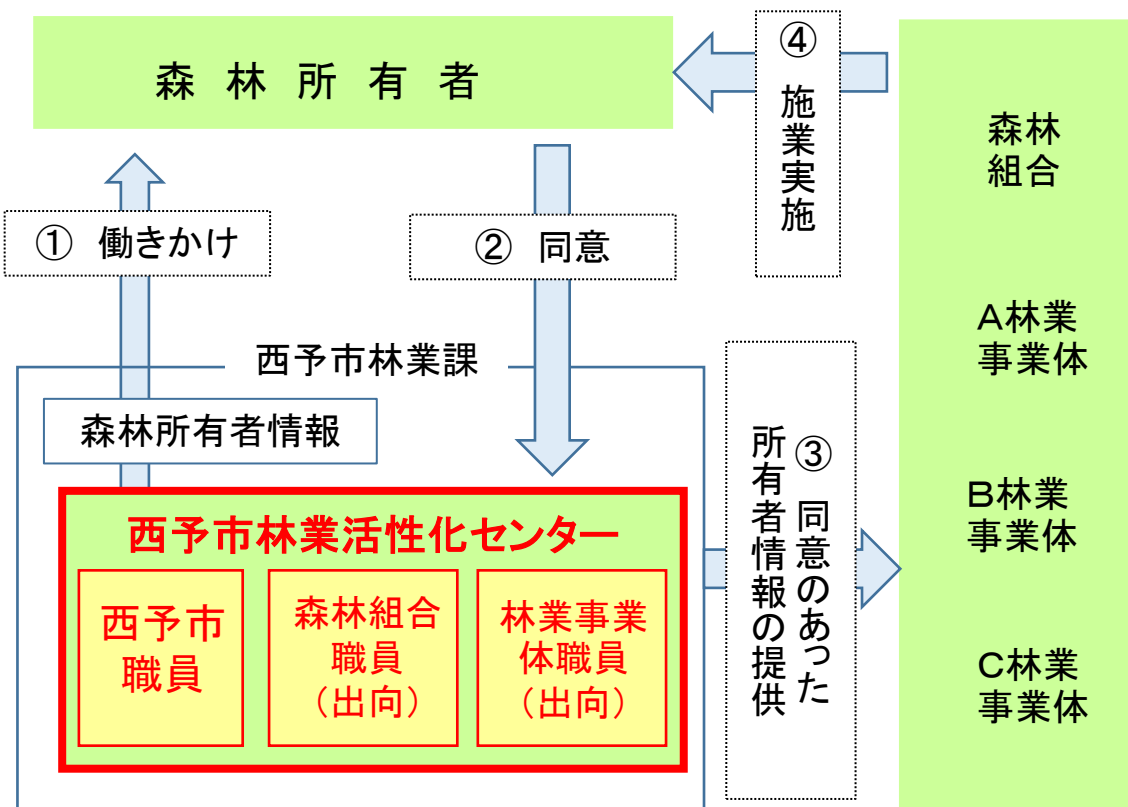 森林所有者
④ 施業実施
森林
組合
① 働きかけ
② 同意
A林業
事業体
西予市林業課
森林所有者情報
③ 同意のあった
所有者情報の提供
B林業
事業体
西予市林業活性化センター
西予市
職員
森林組合
職員
（出向）
林業事業
体職員
（出向）
C林業
事業体